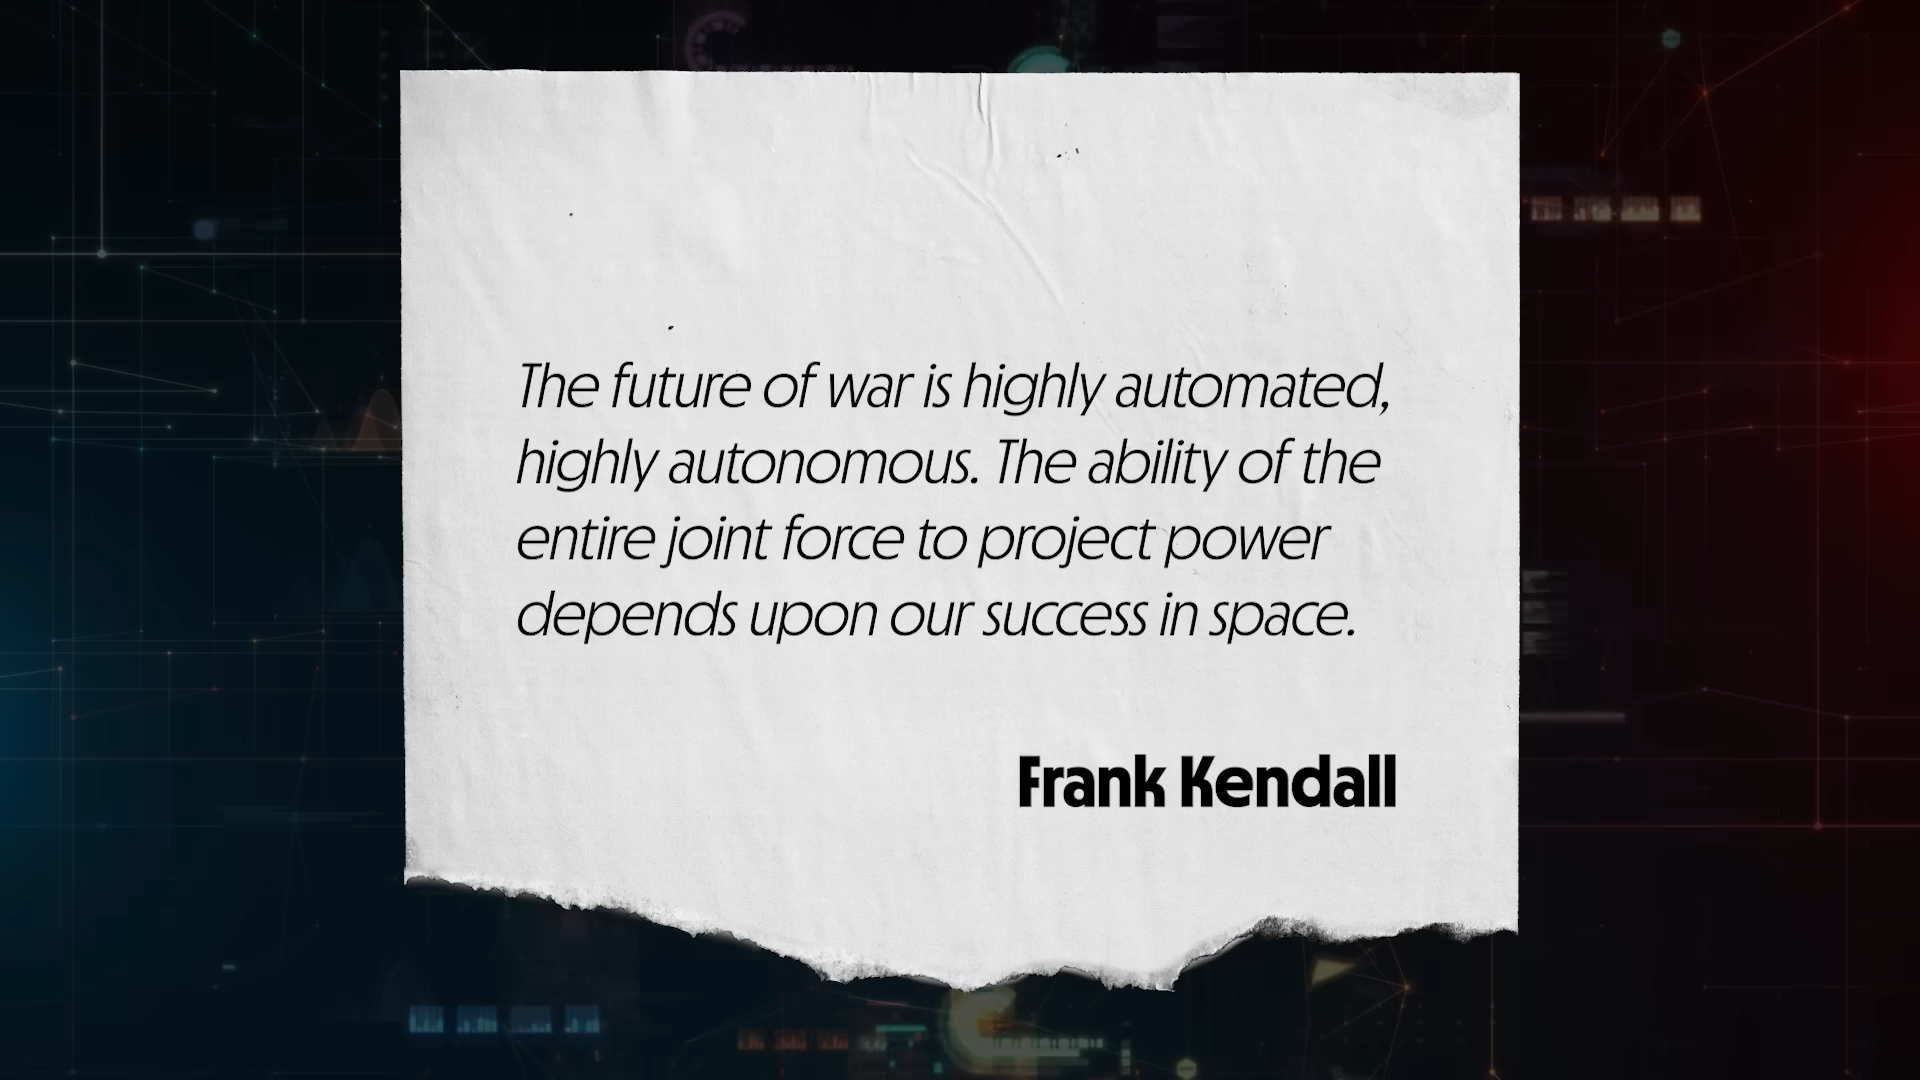 The future of war is highly automated,
highly autonomous. The ability of the
entire joint force to project power
depends upon our success in space.
Frank Kendall